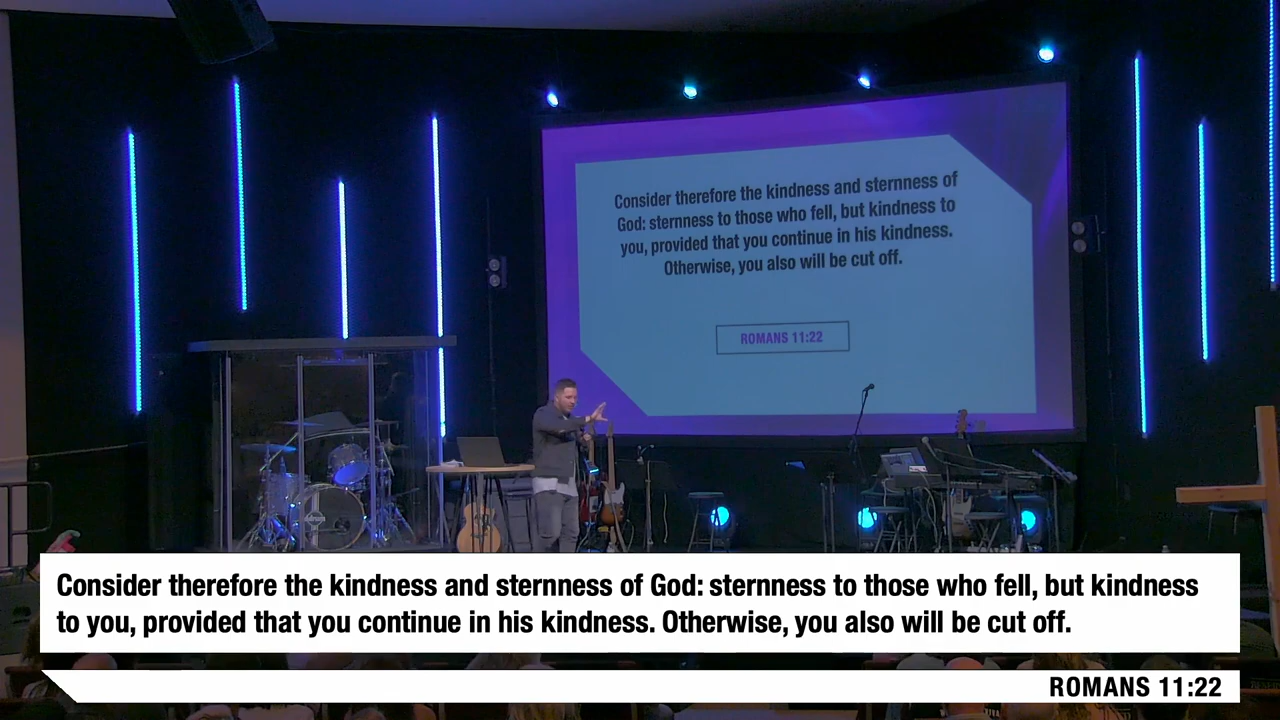 Consider therefore the kindness and sternness of
God: sternness to those who fell, but kindness to
you, provided that you continue in his kindness.
Otherwise, you also will be cut off.
ROMANS 11:22
Consider therefore the kindness and sternness of God: sternness to those who fell, but kindness
to you, provided that you continue in his kindness. Otherwise, you also will be cut off.
ROMANS 11:22